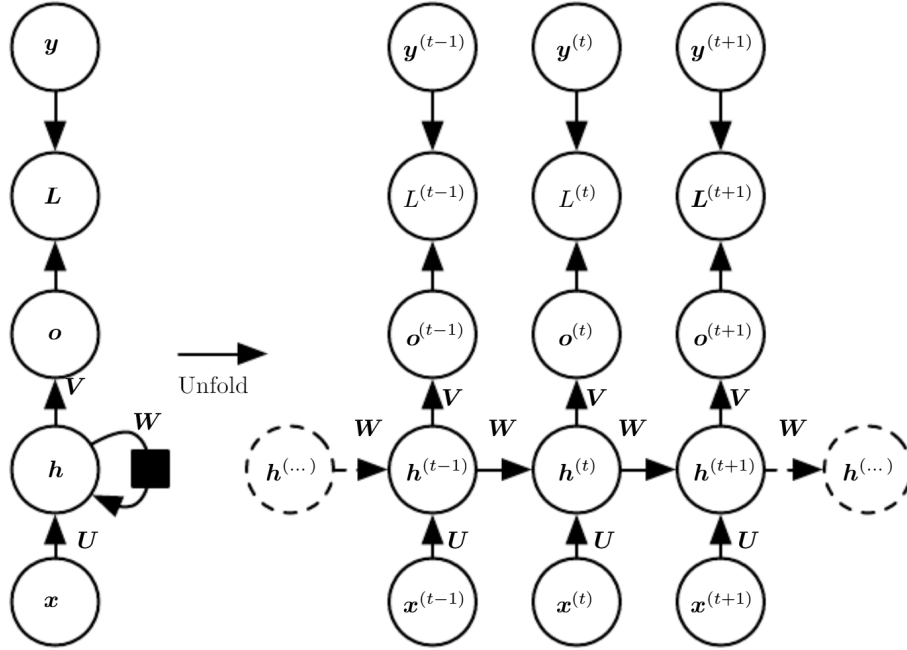 y y^{(t−1)} y^{(t)} y^{(t+1)}
L L^{(t−1)} L^{(t)} L^{(t+1)}
o o^{(t−1)} o^{(t)} o^{(t+1)}
Unfold
V V V V
W W W W W
h h^{(...)} h^{(t−1)} h^{(t)} h^{(t+1)} h^{(...)}
U U U U
x x^{(t−1)} x^{(t)} x^{(t+1)}